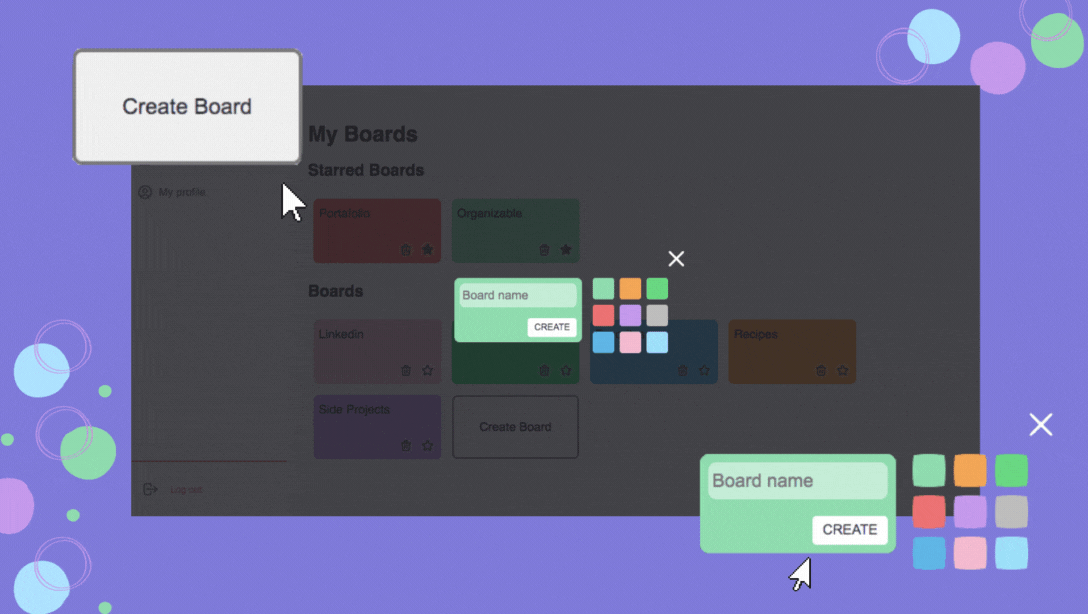 Create Board
My Boards
Starred Boards
My profile
Portafolio
Organizable
Boards
Board name
CREATE
Linkedin
Recipes
Side Projects
Create Board
Log out
Board name
CREATE